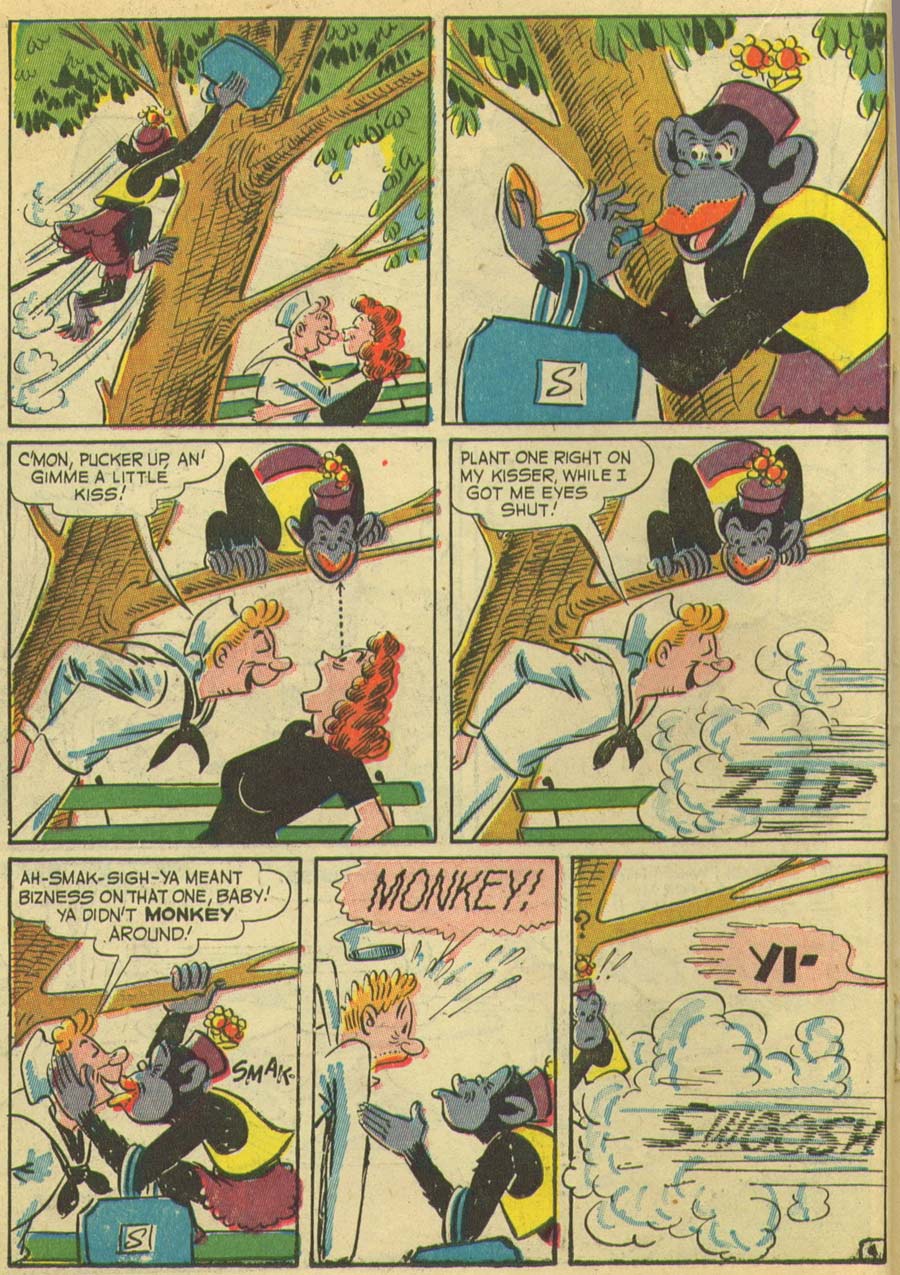 S
C'MON, PUCKER UP, AN'
GIMME A LITTLE
KISS!
PLANT ONE RIGHT ON
MY KISSER, WHILE I
GOT ME EYES
SHUT!
ZIP
AH-SMAK-SIGH-YA MEANT
BIZNESS ON THAT ONE, BABY!
YA DIDN'T MONKEY
AROUND!
SMAK-
S
MONKEY!
?
YI-
SWOOSH
4